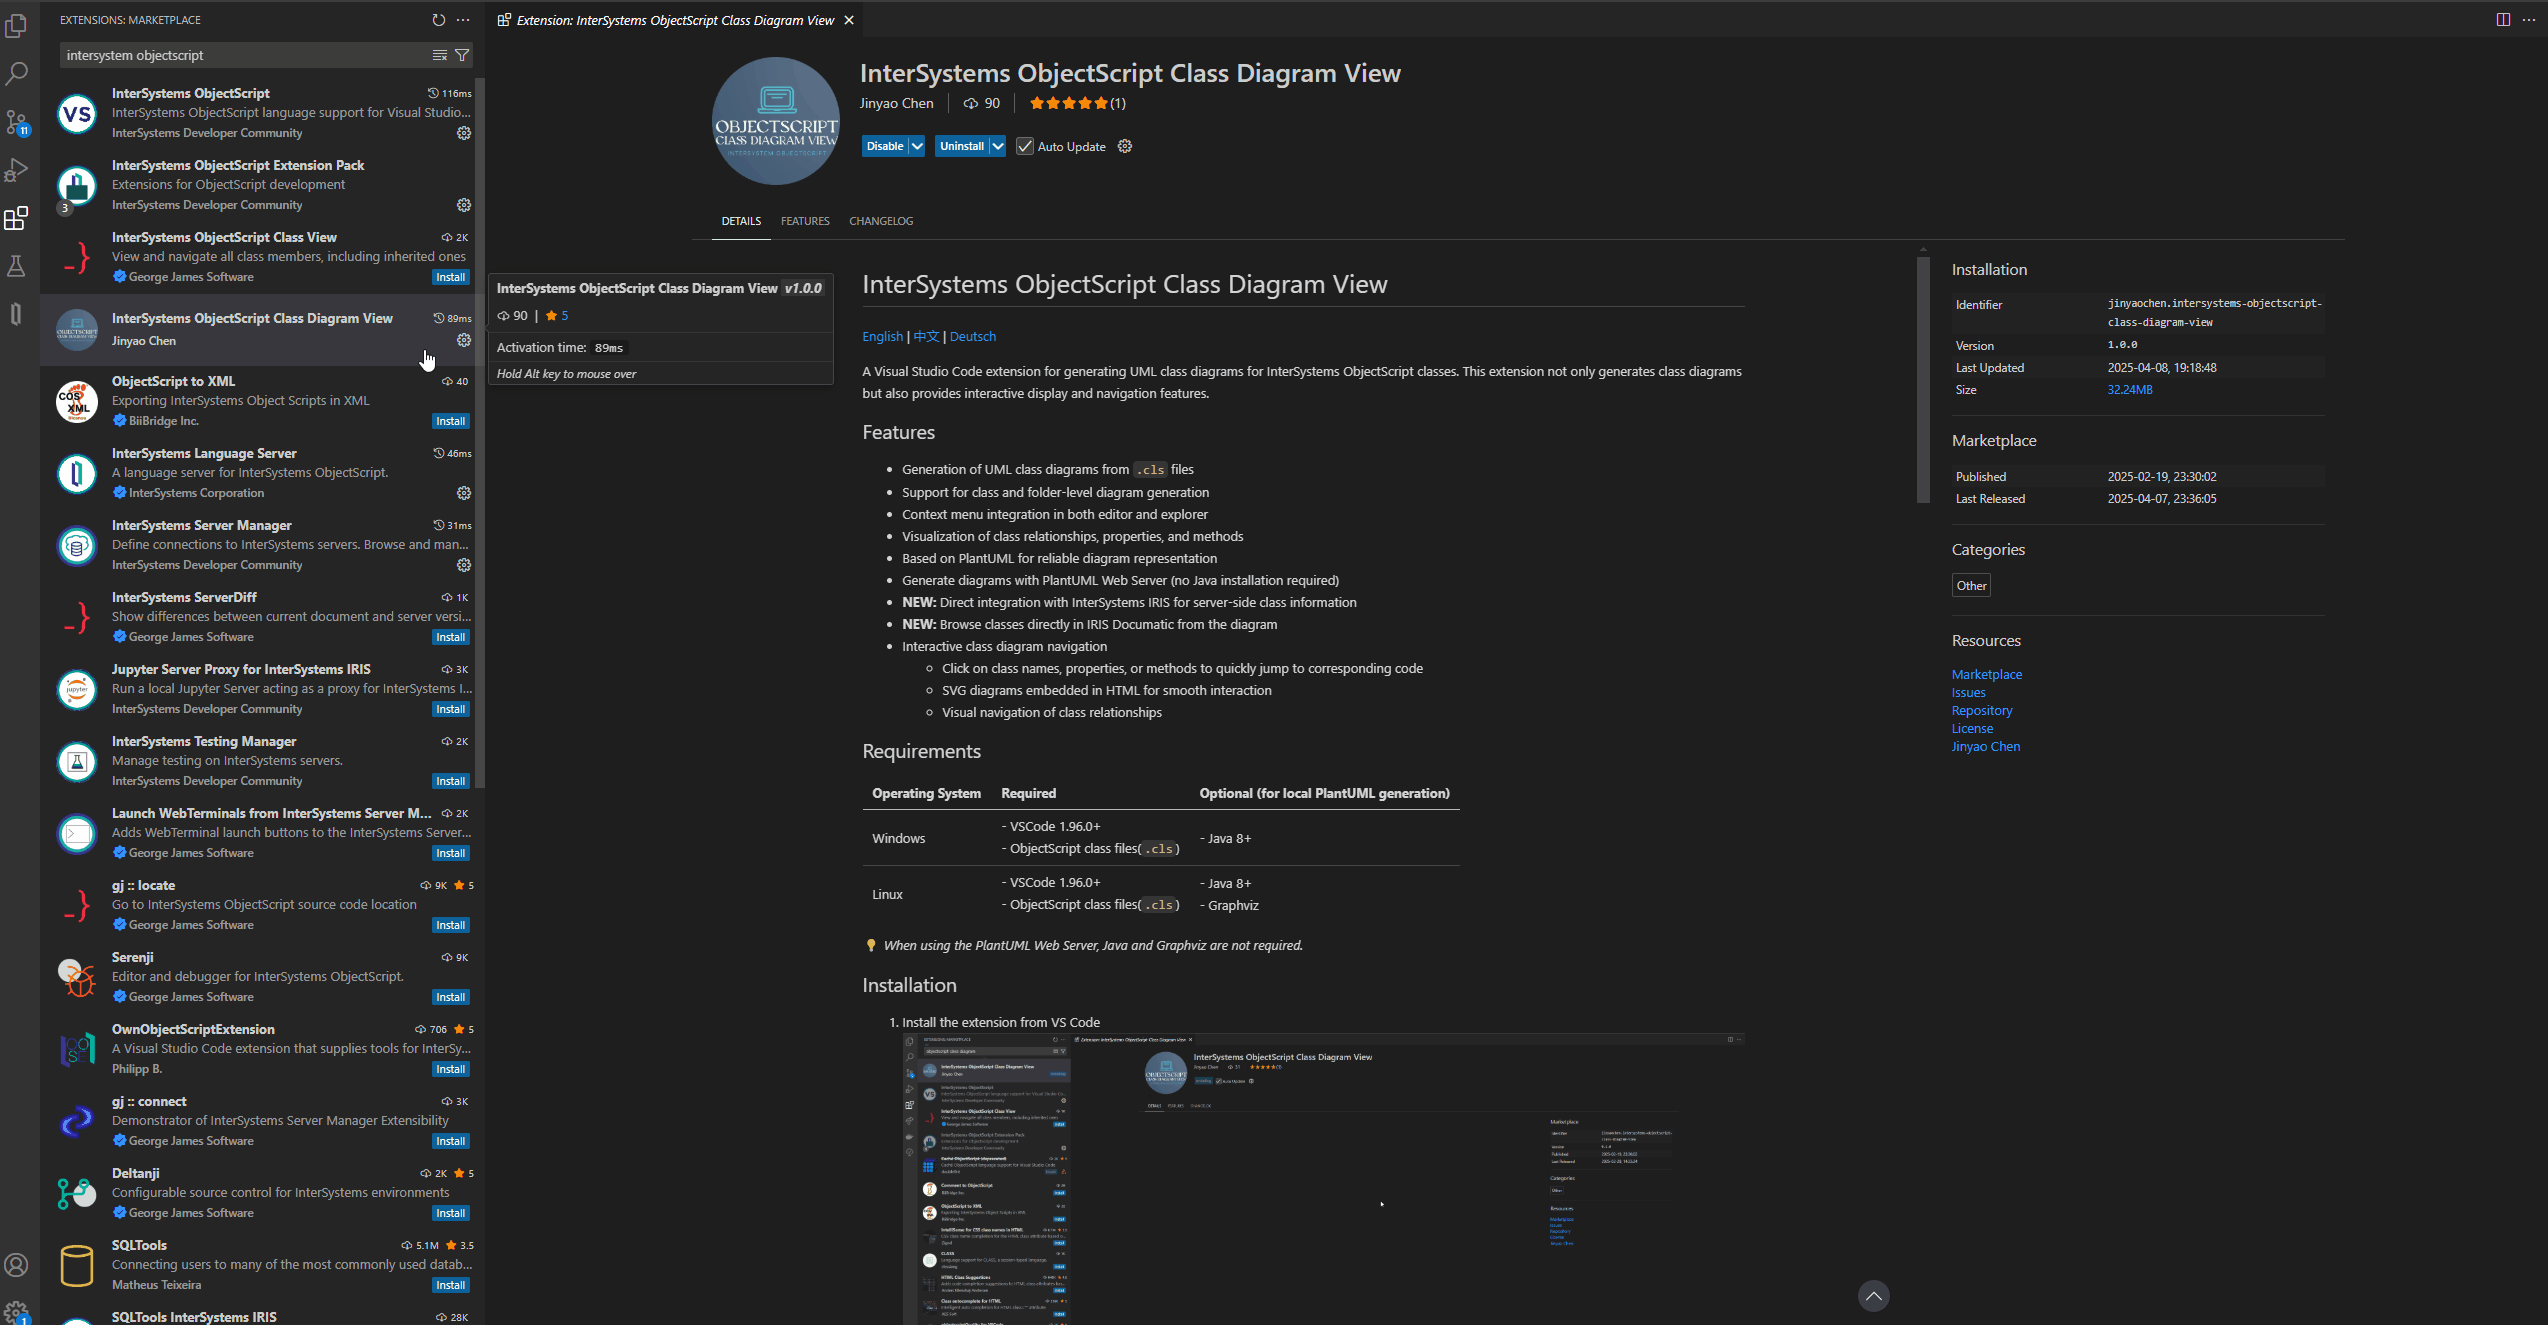 EXTENSIONS: MARKETPLACE
intersystem objectscript
InterSystems ObjectScript
116ms
InterSystems ObjectScript language support for Visual Studio...
InterSystems Developer Community
InterSystems ObjectScript Extension Pack
Extensions for ObjectScript development
InterSystems Developer Community
3
InterSystems ObjectScript Class View
2K
View and navigate all class members, including inherited ones
George James Software
Install
InterSystems ObjectScript Class Diagram View
89ms
Jinyao Chen
ObjectScript to XML
40
Exporting InterSystems Object Scripts in XML
BiiBridge Inc.
Install
InterSystems Language Server
46ms
A language server for InterSystems ObjectScript.
InterSystems Corporation
InterSystems Server Manager
31ms
Define connections to InterSystems servers. Browse and man...
InterSystems Developer Community
InterSystems ServerDiff
1K
Show differences between current document and server versi...
George James Software
Install
Jupyter Server Proxy for InterSystems IRIS
3K
Run a local Jupyter Server acting as a proxy for InterSystems I...
InterSystems Developer Community
Install
InterSystems Testing Manager
2K
Manage testing on InterSystems servers.
InterSystems Developer Community
Install
Launch WebTerminals from InterSystems Server M...
2K
Adds WebTerminal launch buttons to the InterSystems Server...
George James Software
Install
gj :: locate
9K 5
Go to InterSystems ObjectScript source code location
George James Software
Install
Serenji
9K
Editor and debugger for InterSystems ObjectScript.
George James Software
Install
OwnObjectScriptExtension
706 5
A Visual Studio Code extension that supplies tools for InterSy...
Philipp B.
Install
gj :: connect
3K
Demonstrator of InterSystems Server Manager Extensibility
George James Software
Install
Deltanji
2K 5
Configurable source control for InterSystems environments
George James Software
Install
SQLTools
5.1M 3.5
Connecting users to many of the most commonly used datab...
Matheus Teixeira
Install
SQLTools InterSystems IRIS
28K
11
1
VS
COS
XML
jupyter
Extension: InterSystems ObjectScript Class Diagram View
OBJECTSCRIPT
CLASS DIAGRAM VIEW
INTERSYSTEM OBJECTSCRIPT
InterSystems ObjectScript Class Diagram View
Jinyao Chen
90
(1)
Disable
Uninstall
Auto Update
DETAILS
FEATURES
CHANGELOG
InterSystems ObjectScript Class Diagram View v1.0.0
90 | 5
Activation time: 89ms
Hold Alt key to mouse over
InterSystems ObjectScript Class Diagram View
English | 中文 | Deutsch
A Visual Studio Code extension for generating UML class diagrams for InterSystems ObjectScript classes. This extension not only generates class diagrams
but also provides interactive display and navigation features.
Features
Generation of UML class diagrams from .cls files
Support for class and folder-level diagram generation
Context menu integration in both editor and explorer
Visualization of class relationships, properties, and methods
Based on PlantUML for reliable diagram representation
Generate diagrams with PlantUML Web Server (no Java installation required)
NEW: Direct integration with InterSystems IRIS for server-side class information
NEW: Browse classes directly in IRIS Documatic from the diagram
Interactive class diagram navigation
Click on class names, properties, or methods to quickly jump to corresponding code
SVG diagrams embedded in HTML for smooth interaction
Visual navigation of class relationships
Requirements
Operating System Required Optional (for local PlantUML generation)
Windows
- VSCode 1.96.0+
- ObjectScript class files(.cls)
- Java 8+
Linux
- VSCode 1.96.0+
- ObjectScript class files(.cls)
- Java 8+
- Graphviz
When using the PlantUML Web Server, Java and Graphviz are not required.
Installation
1. Install the extension from VS Code
InterSystems ObjectScript Class Diagram View
Installation
Identifier
jinyaochen.intersystems-objectscript-
class-diagram-view
Version
1.0.0
Last Updated
2025-04-08, 19:18:48
Size
32.24MB
Marketplace
Published
2025-02-19, 23:30:02
Last Released
2025-04-07, 23:36:05
Categories
Other
Resources
Marketplace
Issues
Repository
License
Jinyao Chen